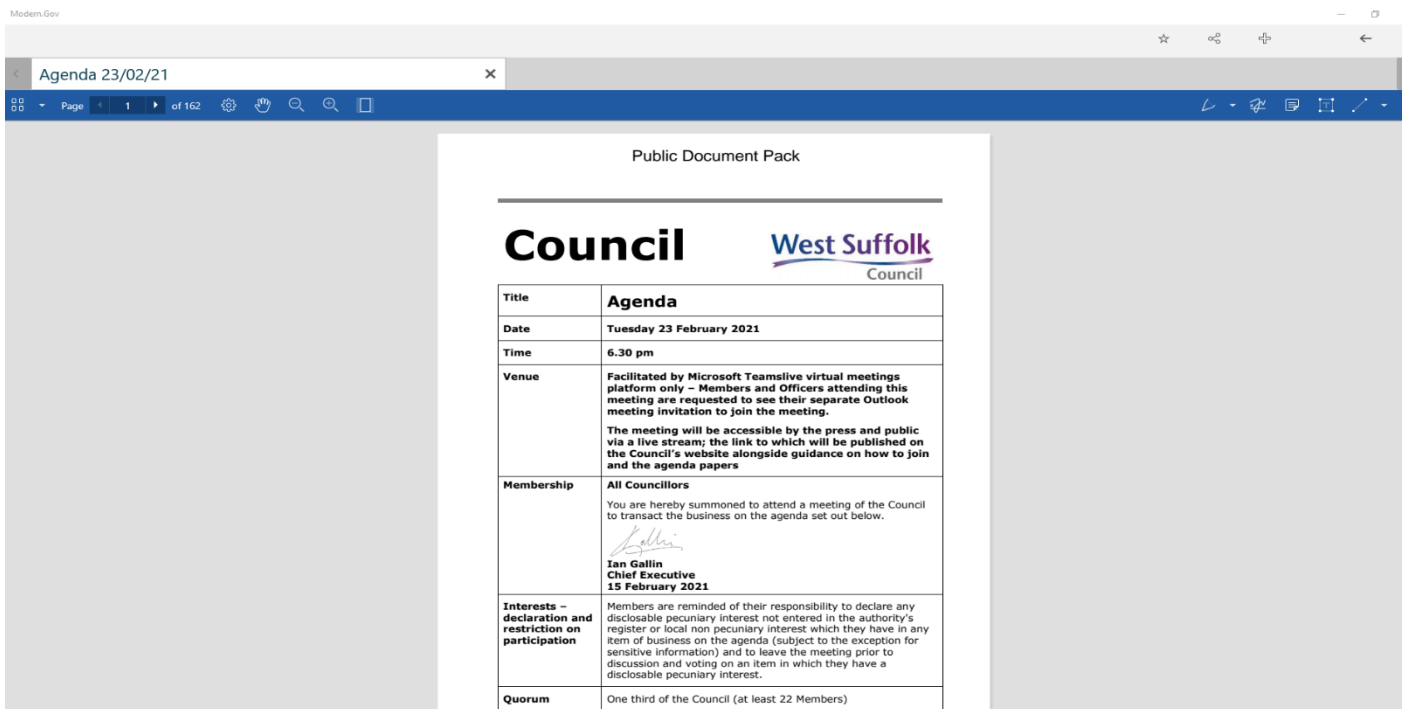 Modern.Gov
Agenda 23/02/21
Page 1 of 162
Public Document Pack
Council
West Suffolk
Council
Title
Agenda
Date
Tuesday 23 February 2021
Time
6.30 pm
Venue
Facilitated by Microsoft Teamslive virtual meetings
platform only – Members and Officers attending this
meeting are requested to see their separate Outlook
meeting invitation to join the meeting.
The meeting will be accessible by the press and public
via a live stream; the link to which will be published on
the Council's website alongside guidance on how to join
and the agenda papers
Membership
All Councillors
You are hereby summoned to attend a meeting of the Council
to transact the business on the agenda set out below.
Ian Gallin
Chief Executive
15 February 2021
Interests –
declaration and
restriction on
participation
Members are reminded of their responsibility to declare any
disclosable pecuniary interest not entered in the authority's
register or local non pecuniary interest which they have in any
item of business on the agenda (subject to the exception for
sensitive information) and to leave the meeting prior to
discussion and voting on an item in which they have a
disclosable pecuniary interest.
Quorum
One third of the Council (at least 22 Members)